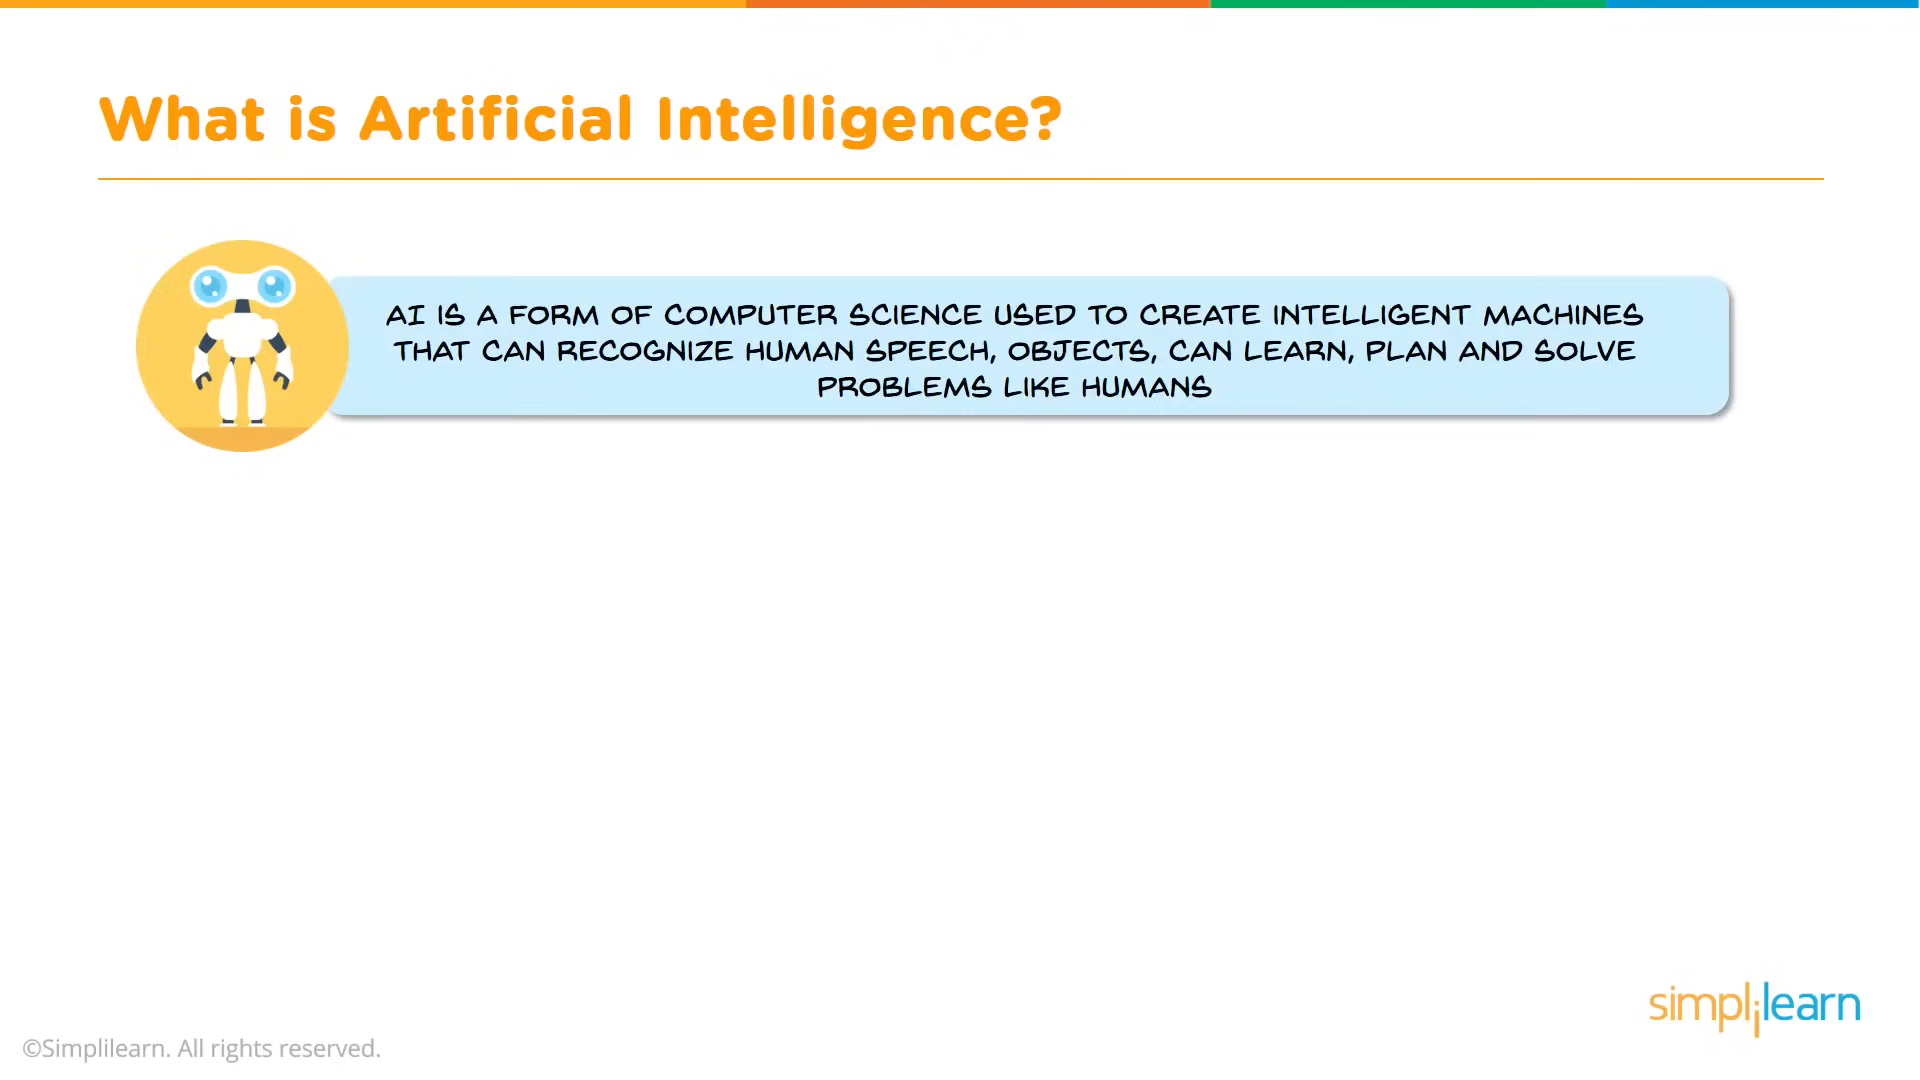 What is Artificial Intelligence?
AI IS A FORM OF COMPUTER SCIENCE USED TO CREATE INTELLIGENT MACHINES
THAT CAN RECOGNIZE HUMAN SPEECH, OBJECTS, CAN LEARN, PLAN AND SOLVE
PROBLEMS LIKE HUMANS
simplilearn
©Simplilearn. All rights reserved.